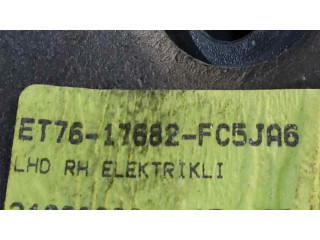 ET76-17682-FC5JA6
LHD RH ELEKTRIKLI